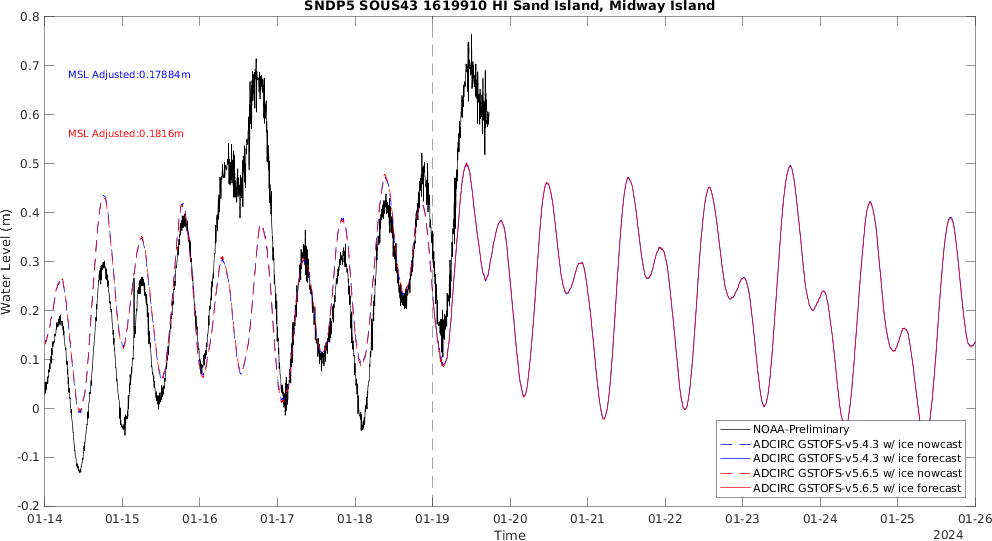 SNDP5 SOUS43 1619910 HI Sand Island, Midway Island
0.8
0.7
0.6
0.5
0.4
0.3
0.2
0.1
0
-0.1
-0.2
Water Level (m)
MSL Adjusted:0.17884m
MSL Adjusted:0.1816m
NOAA-Preliminary
ADCIRC GSTOFS-v5.4.3 w/ ice nowcast
ADCIRC GSTOFS-v5.4.3 w/ ice forecast
ADCIRC GSTOFS-v5.6.5 w/ ice nowcast
ADCIRC GSTOFS-v5.6.5 w/ ice forecast
01-14 01-15 01-16 01-17 01-18 01-19 01-20 01-21 01-22 01-23 01-24 01-25 01-26
Time
2024